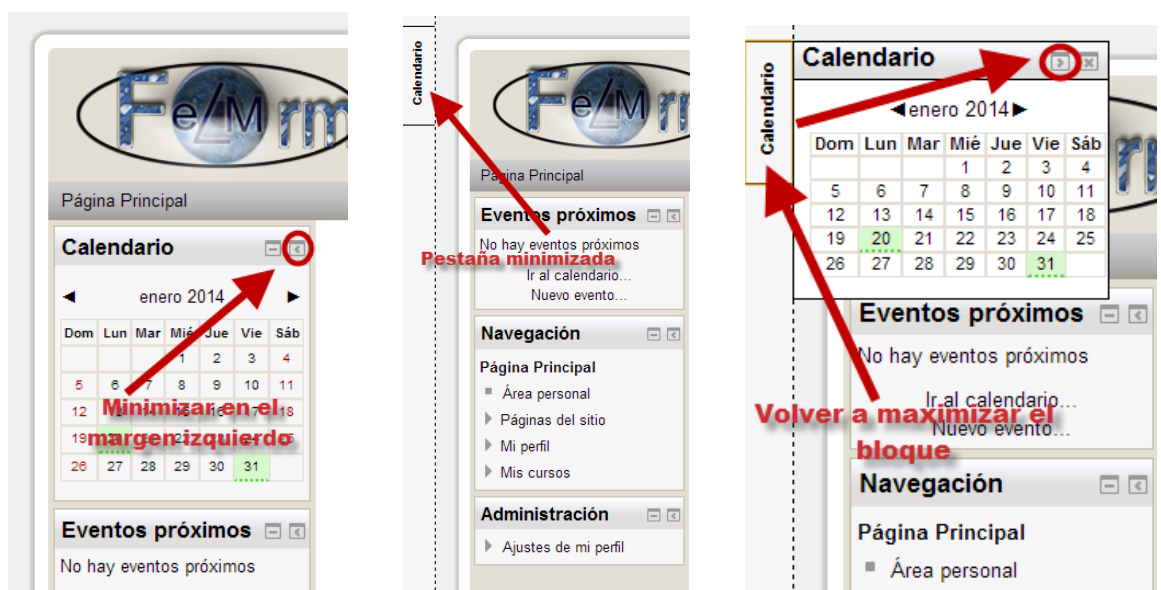 FeLMrm
Página Principal
Calendario
◄ enero 2014 ►
Dom Lun Mar Mié Jue Vie Sáb
1 2 3 4
5 6 7 8 9 10 11
12 13 14 15 16 17 18
19 20 21 22 23 24 25
26 27 28 29 30 31
Minimizar en el
margen izquierdo
Eventos próximos
No hay eventos próximos
Calendario
FeLMr
Página Principal
Eventos próximos
No hay eventos próximos
Pestaña minimizada
Ir al calendario...
Nuevo evento...
Navegación
Página Principal
Área personal
Páginas del sitio
Mi perfil
Mis cursos
Administración
Ajustes de mi perfil
Calendario
Calendario
◄enero 2014►
Dom Lun Mar Mié Jue Vie Sáb
1 2 3 4
5 6 7 8 9 10 11
12 13 14 15 16 17 18
19 20 21 22 23 24 25
26 27 28 29 30 31
Eventos próximos
No hay eventos próximos
Ir al calendario...
Volver a maximizar el
bloque
Nuevo evento...
Navegación
Página Principal
Área personal